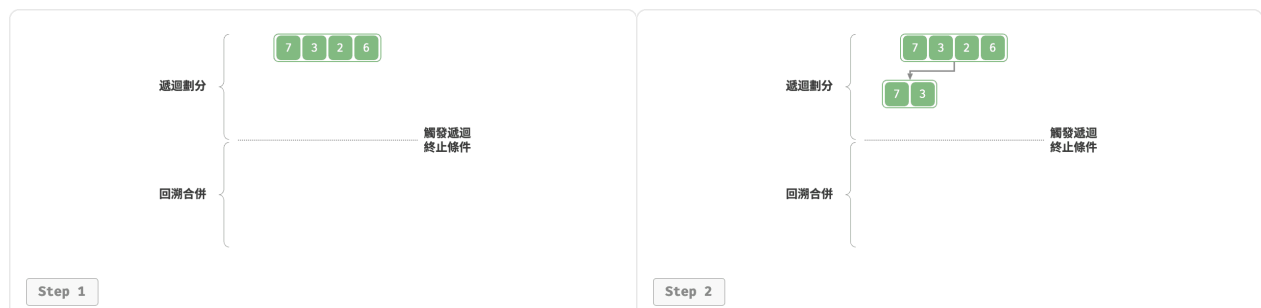 7 3 2 6
遞迴劃分
觸發遞迴
終止條件
回溯合併
Step 1
7 3 2 6
遞迴劃分
7 3
觸發遞迴
終止條件
回溯合併
Step 2